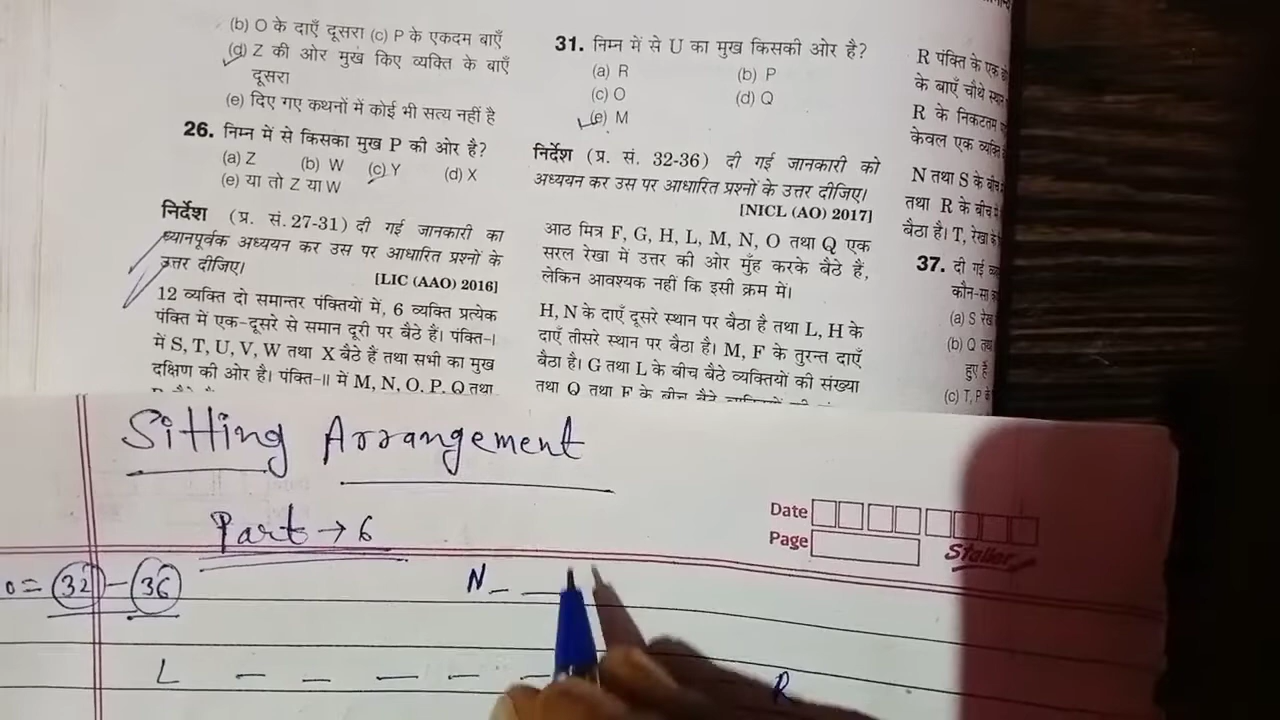 (b) O के दाएँ दूसरा (c) P के एकदम बाएँ
(d) Z की ओर मुख किए व्यक्ति के बाएँ
दूसरा
(e) दिए गए कथनों में कोई भी सत्य नहीं है
26. निम्न में से किसका मुख P की ओर है?
(a) Z (b) W (c) Y (d) X
(e) या तो Z या W
निर्देश (प्र. सं. 27-31) दी गई जानकारी का
ध्यानपूर्वक अध्ययन कर उस पर आधारित प्रश्नों के
उत्तर दीजिए।
[LIC (AAO) 2016]
12 व्यक्ति दो समान्तर पंक्तियों में, 6 व्यक्ति प्रत्येक
पंक्ति में एक-दूसरे से समान दूरी पर बैठे हैं। पंक्ति-I
में S, T, U, V, W तथा X बैठे हैं तथा सभी का मुख
दक्षिण की ओर है। पंक्ति-II में M, N, O, P, Q तथा
31. निम्न में से U का मुख किसकी ओर है?
(a) R (b) P
(c) O (d) Q
(e) M
निर्देश (प्र. सं. 32-36) दी गई जानकारी को
अध्ययन कर उस पर आधारित प्रश्नों के उत्तर दीजिए।
[NICL (AO) 2017]
आठ मित्र F, G, H, L, M, N, O तथा Q एक
सरल रेखा में उत्तर की ओर मुँह करके बैठे हैं,
लेकिन आवश्यक नहीं कि इसी क्रम में।
H, N के दाएँ दूसरे स्थान पर बैठा है तथा L, H के
दाएँ तीसरे स्थान पर बैठा है। M, F के तुरन्त दाएँ
बैठा है। G तथा L के बीच बैठे व्यक्तियों की संख्या
तथा Q तथा F के बीच बैठे
R पंक्ति के एक
के बाएँ चौथे
R के निकटतम
केवल एक व्यक्ति
N तथा S के बीच
तथा R के बीच
बैठा है। T, रेखा
37. दी गई
कौन-सा
(a) S
(b) Q
हुए है
(c) T, P
Sitting Arrangement
Part → 6
Date
Page
Staller
32 - 36
N _ _
L _ _ _ _ _ R